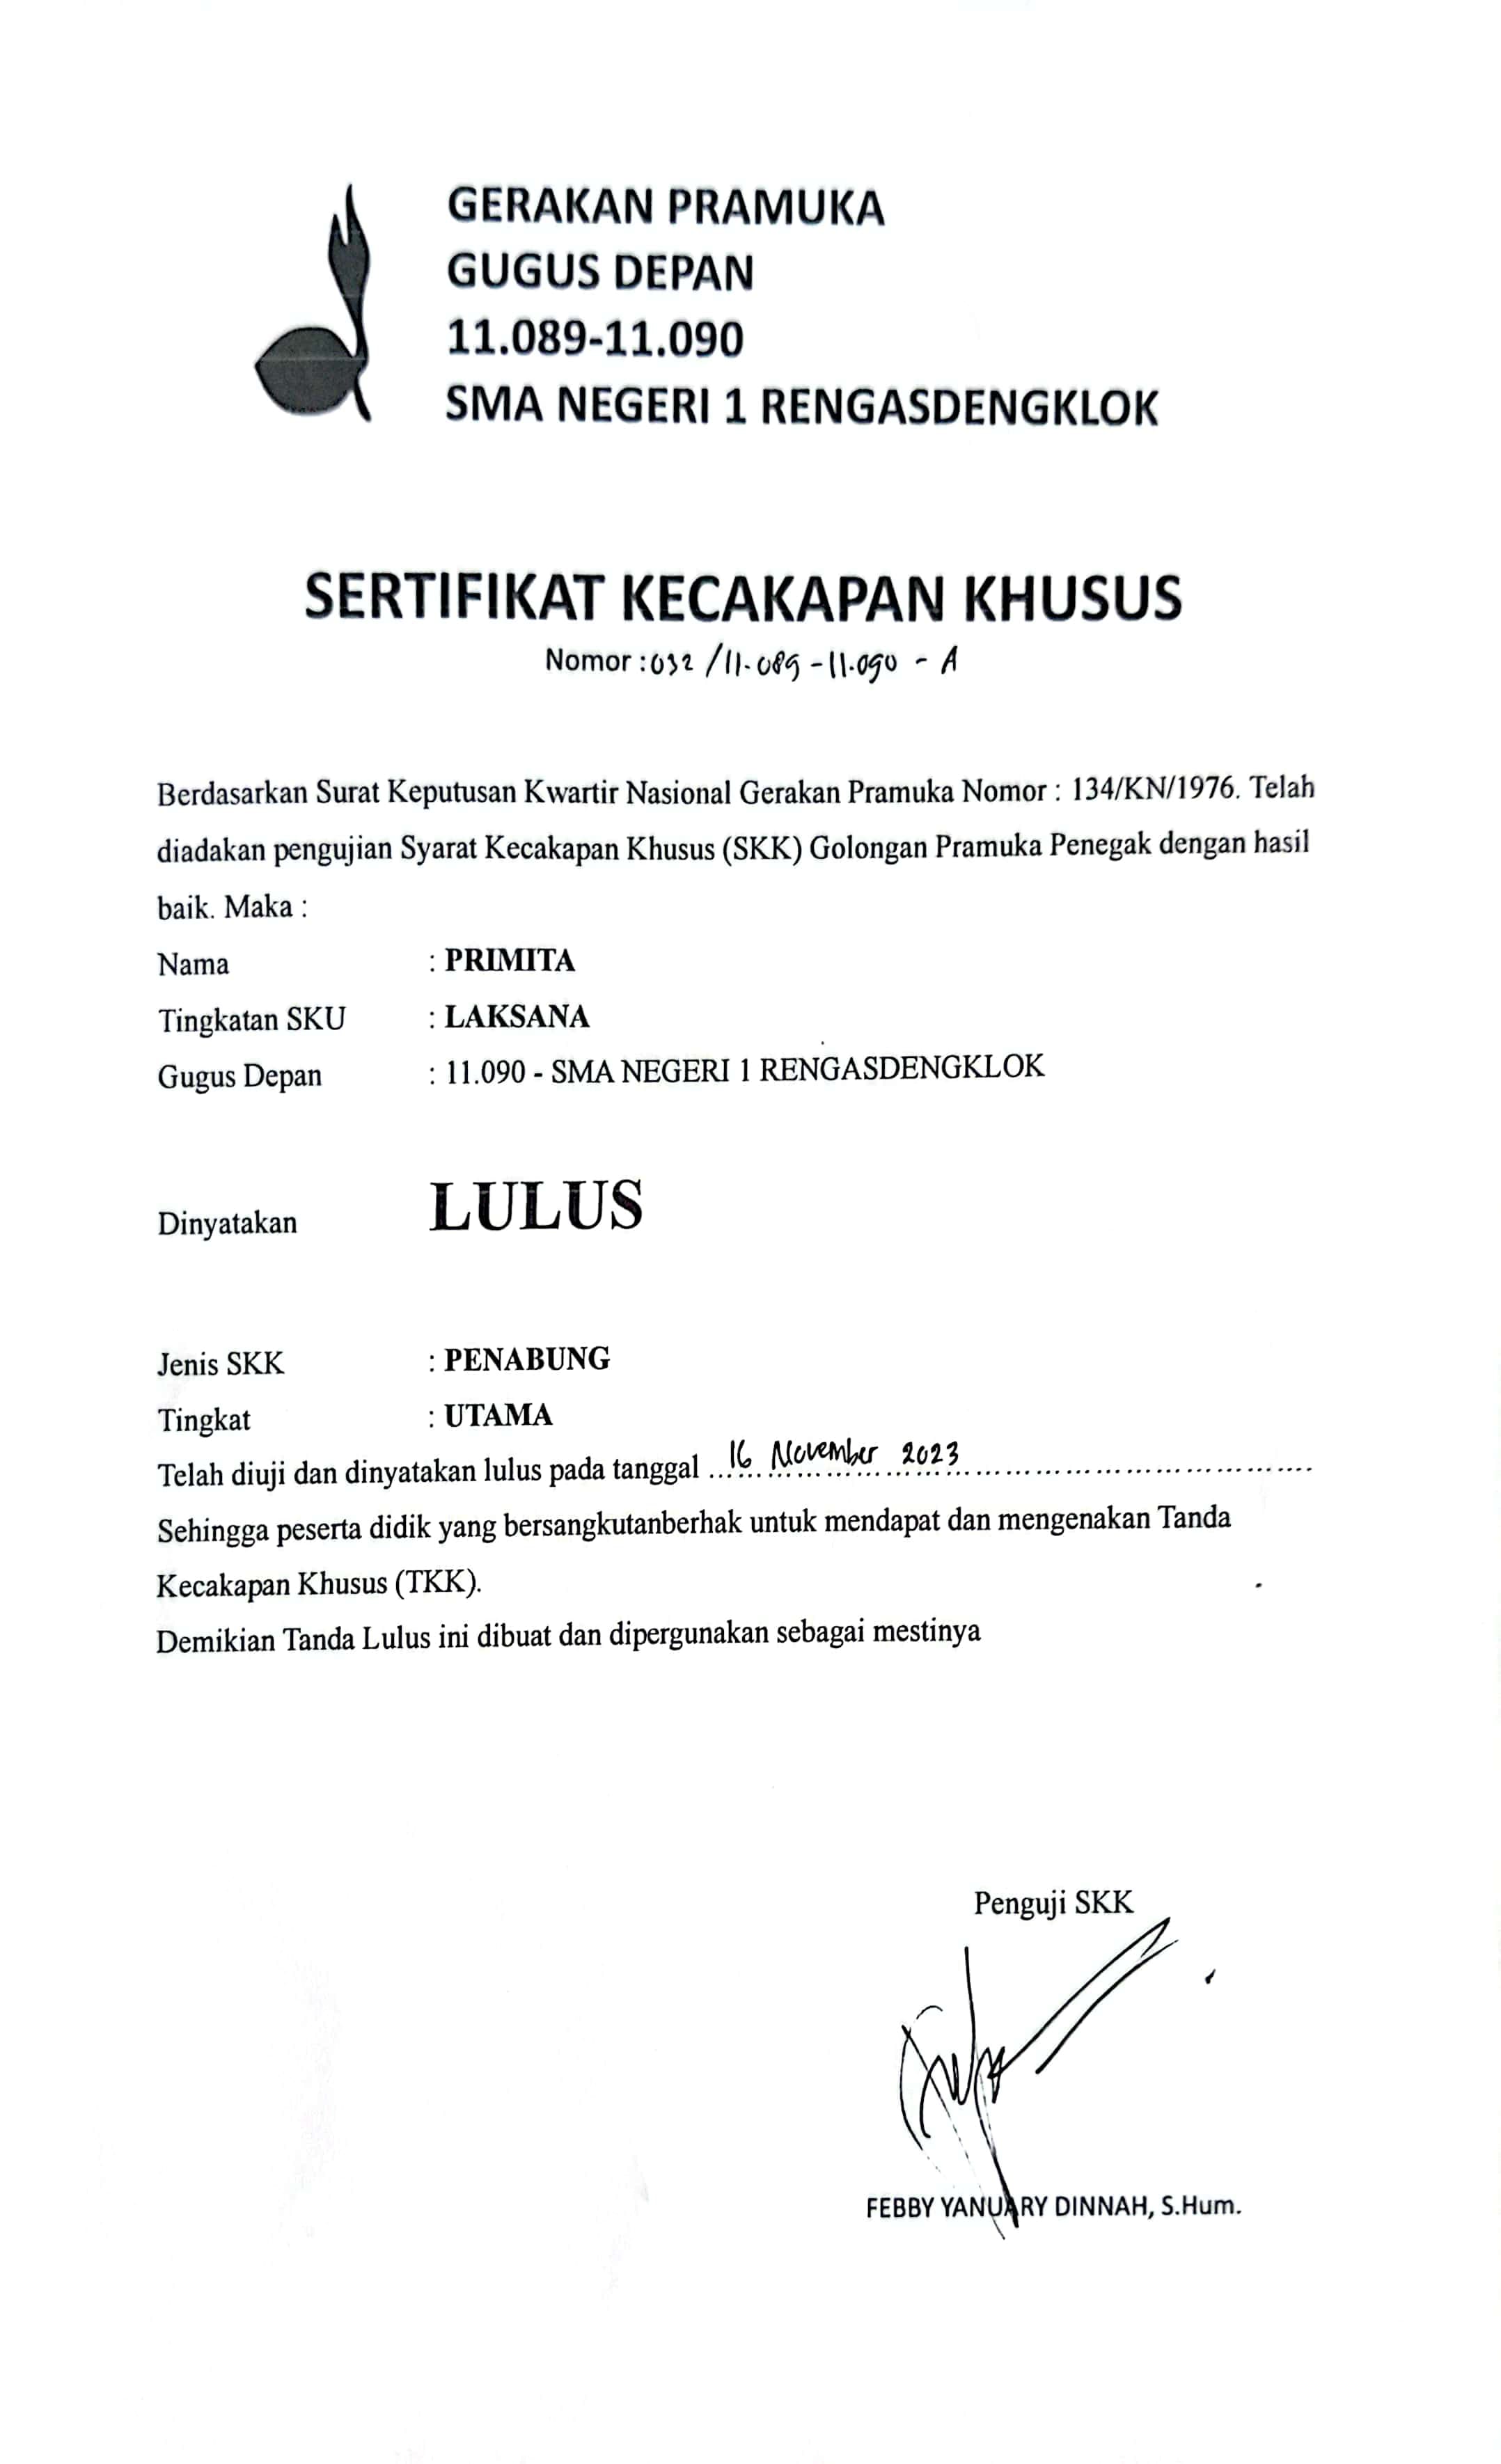 GERAKAN PRAMUKA
GUGUS DEPAN
11.089-11.090
SMA NEGERI 1 RENGASDENGKLOK
SERTIFIKAT KECAKAPAN KHUSUS
Nomor : 032 /11.089 - 11.090 - A
Berdasarkan Surat Keputusan Kwartir Nasional Gerakan Pramuka Nomor : 134/KN/1976. Telah
diadakan pengujian Syarat Kecakapan Khusus (SKK) Golongan Pramuka Penegak dengan hasil
baik. Maka :
Nama : PRIMITA
Tingkatan SKU : LAKSANA
Gugus Depan : 11.090 - SMA NEGERI 1 RENGASDENGKLOK
Dinyatakan LULUS
Jenis SKK : PENABUNG
Tingkat : UTAMA
Telah diuji dan dinyatakan lulus pada tanggal 16 November 2023
Sehingga peserta didik yang bersangkutanberhak untuk mendapat dan mengenakan Tanda
Kecakapan Khusus (TKK).
Demikian Tanda Lulus ini dibuat dan dipergunakan sebagai mestinya
Penguji SKK
FEBBY YANUARY DINNAH, S.Hum.